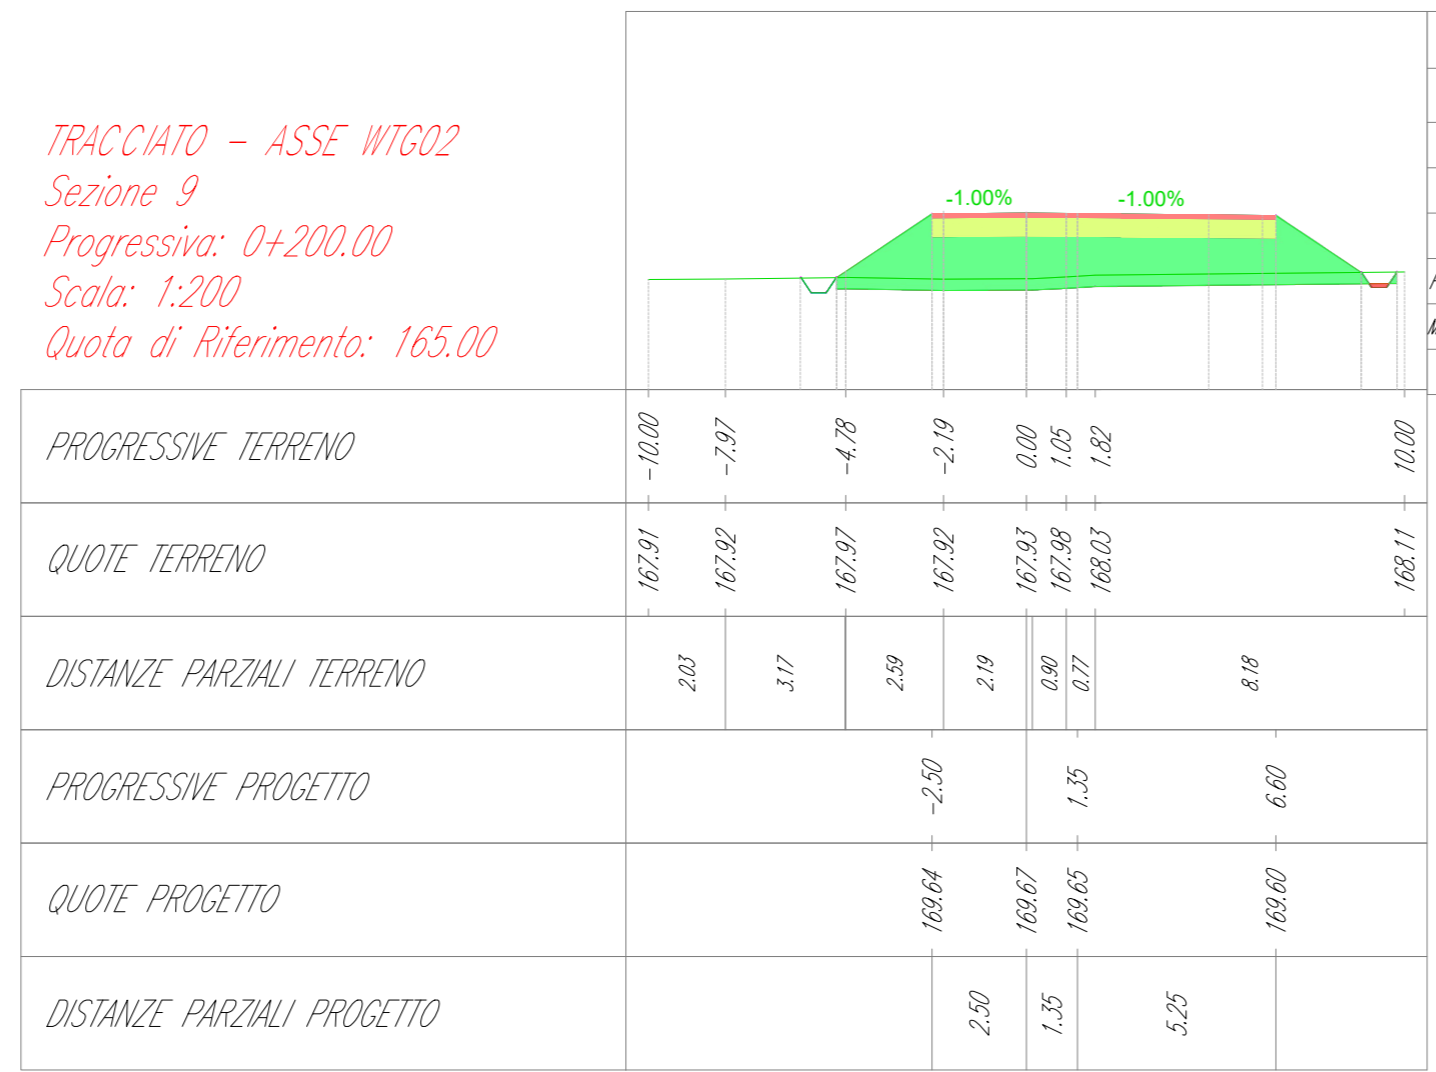 -1.00% -1.00%
TRACCIATO - ASSE WTG02
Sezione 9
Progressiva: 0+200.00
Scala: 1:200
Quota di Riferimento: 165.00
PROGRESSIVE TERRENO -10.00 -7.97 -4.78 -2.19 0.00 1.05 1.82 10.00
QUOTE TERRENO 167.91 167.92 167.97 167.92 167.93 167.98 168.03 168.11
DISTANZE PARZIALI TERRENO 2.03 3.17 2.59 2.19 0.90 0.77 8.18
PROGRESSIVE PROGETTO -2.50 1.35 6.60
QUOTE PROGETTO 169.64 169.67 169.65 169.60
DISTANZE PARZIALI PROGETTO 2.50 1.35 5.25